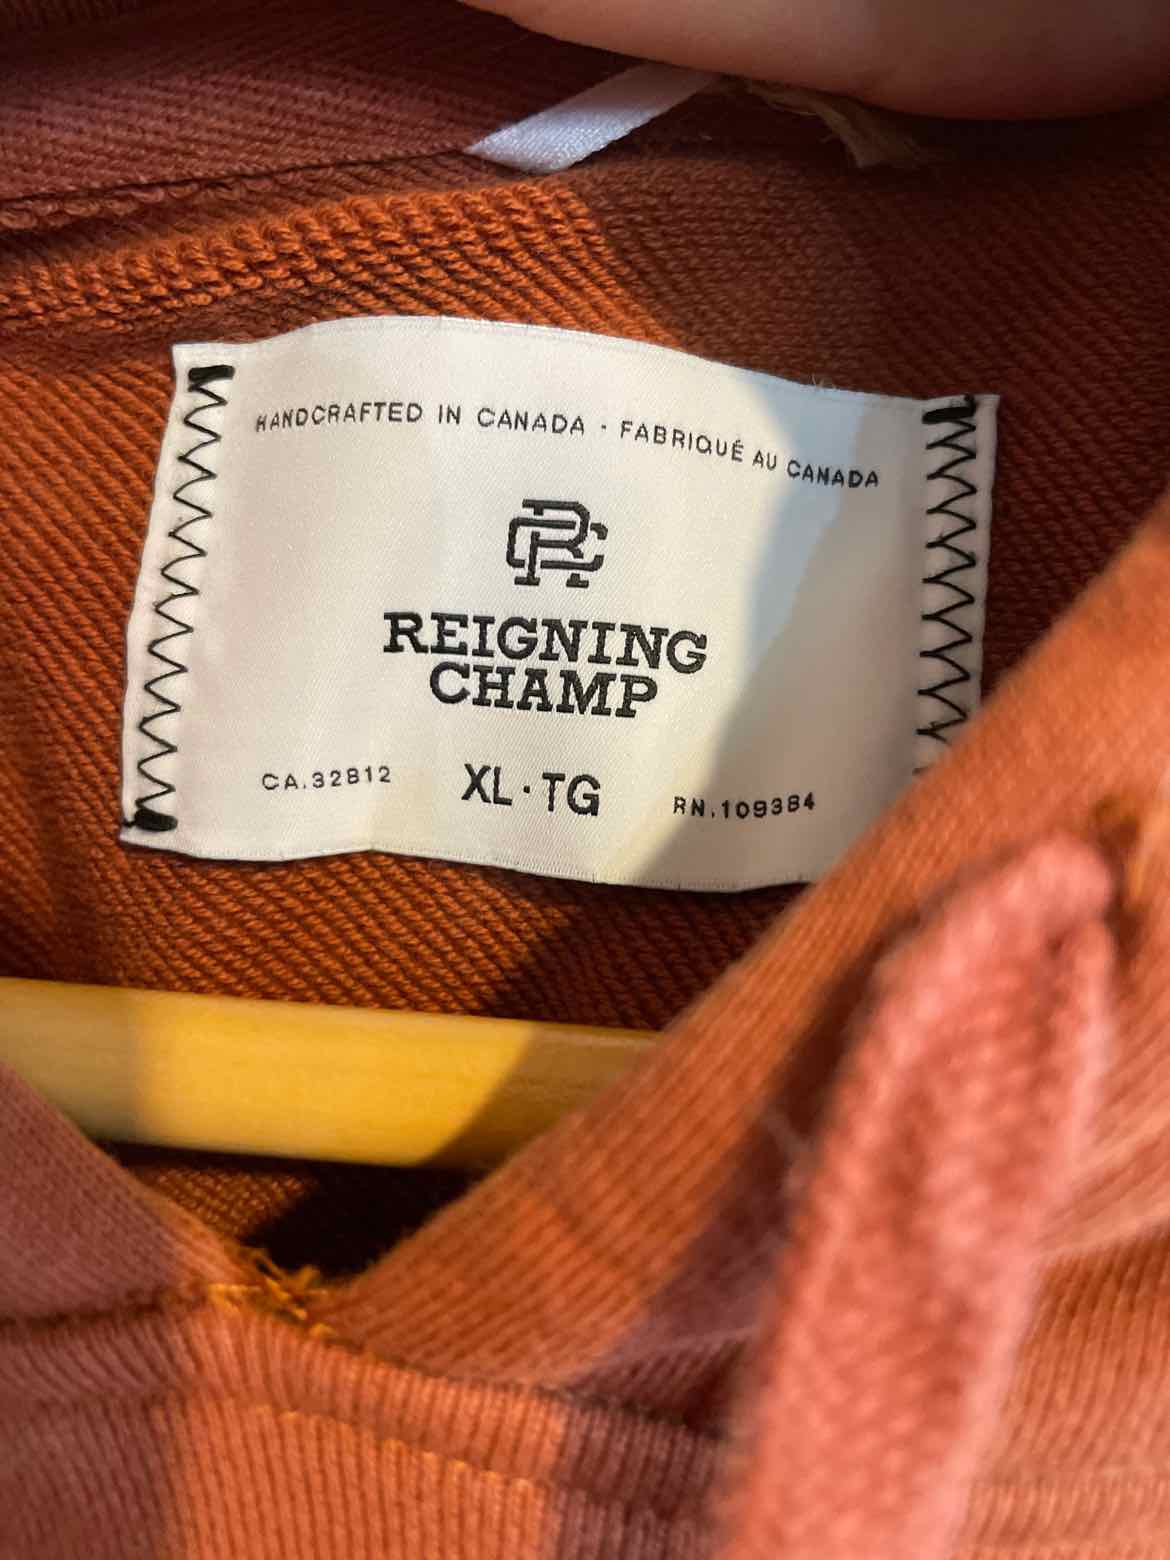 HANDCRAFTED IN CANADA · FABRIQUÉ AU CANADA
RC
REIGNING
CHAMP
CA.32812 XL·TG RN.109384